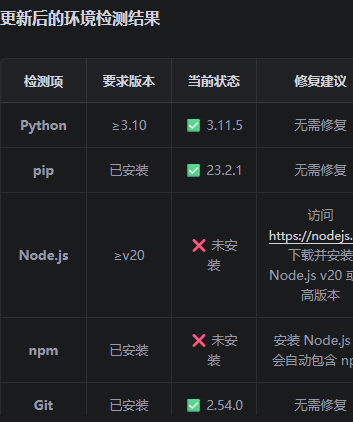 更新后的环境检测结果
检测项 要求版本 当前状态 修复建议
Python ≥3.10 ✅ 3.11.5 无需修复
pip 已安装 ✅ 23.2.1 无需修复
Node.js ≥v20 ❌ 未安
装 访问
https://nodejs.
下载并安装
Node.js v20 或
高版本
npm 已安装 ❌ 未安
装 安装 Node.js
会自动包含 np
Git 已安装 ✅ 2.54.0 无需修复